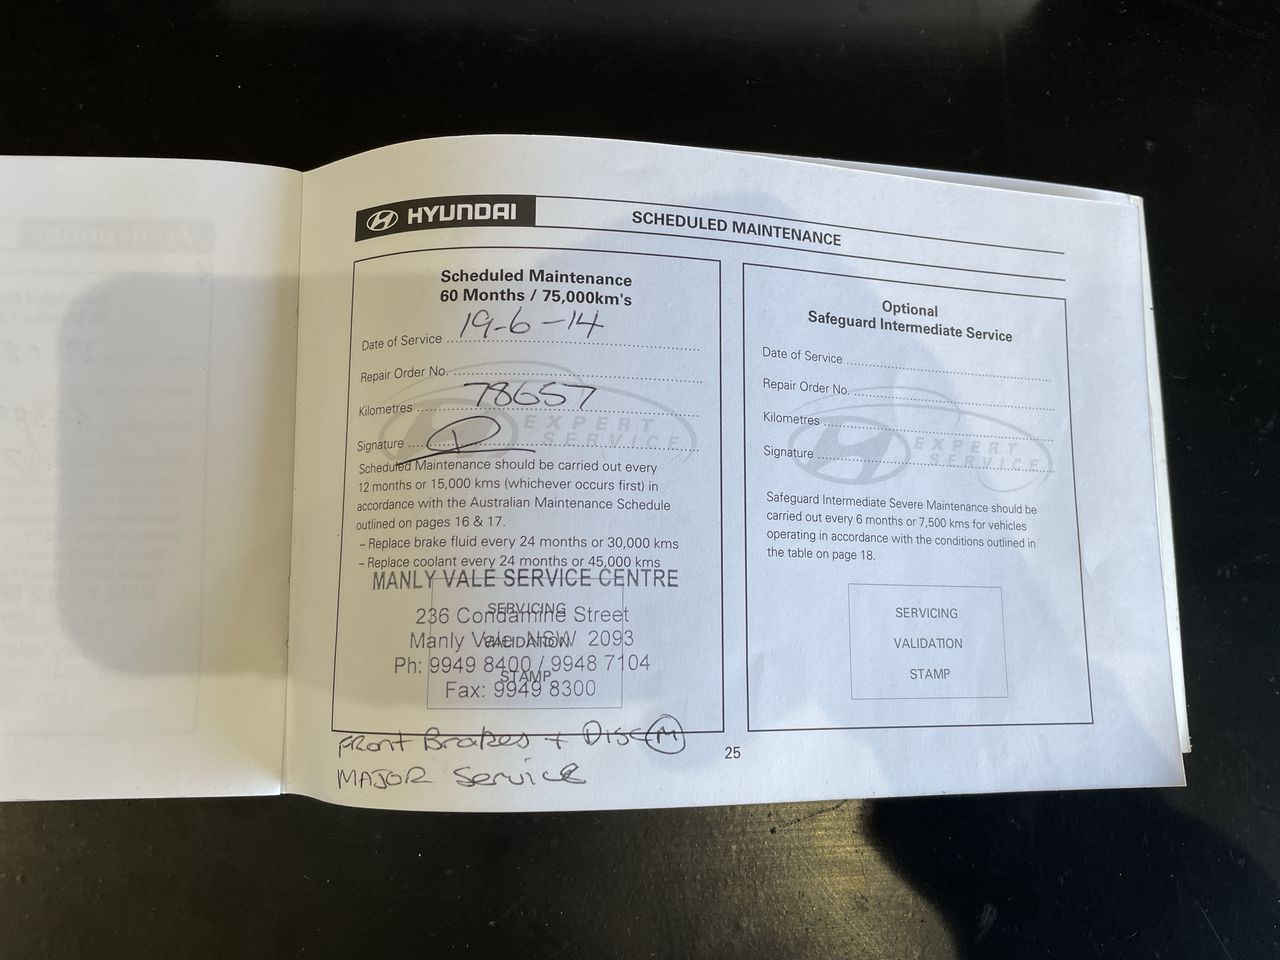 HYUNDAI
SCHEDULED MAINTENANCE
Scheduled Maintenance
60 Months / 75,000km's
Date of Service 19-6-14
Repair Order No.
Kilometres 78657
Signature
EXPERT
SERVICE
Scheduled Maintenance should be carried out every
12 months or 15,000 kms (whichever occurs first) in
accordance with the Australian Maintenance Schedule
outlined on pages 16 & 17.
– Replace brake fluid every 24 months or 30,000 kms
– Replace coolant every 24 months or 45,000 kms
MANLY VALE SERVICE CENTRE
SERVICING
236 Condamine Street
VALIDATION
Manly Vale NSW 2093
Ph: 9949 8400 / 9948 7104
STAMP
Fax: 9949 8300
Front Brakes + Disc M
MAJOR Service
Optional
Safeguard Intermediate Service
Date of Service
Repair Order No.
Kilometres
Signature
EXPERT
SERVICE
Safeguard Intermediate Severe Maintenance should be
carried out every 6 months or 7,500 kms for vehicles
operating in accordance with the conditions outlined in
the table on page 18.
SERVICING
VALIDATION
STAMP
25